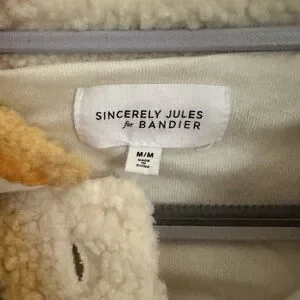 SINCERELY JULES
for BANDIER
M/M
MADE
IN
CHINA